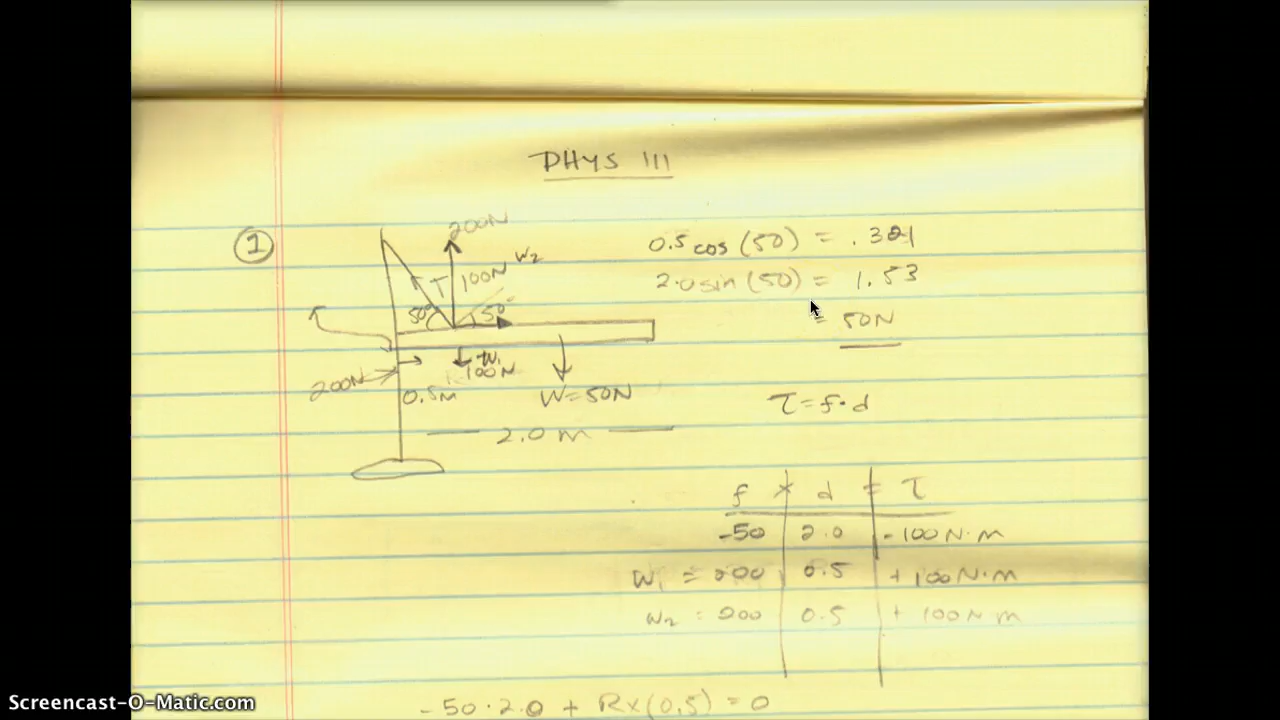 PHYS 111
1
200N
100N W2
T
50° 50°
W1
100N
200N
0.5m
W=50N
2.0 m
0.5 cos (50) = .321
2.0 sin (50) = 1.53
= 50N
τ = f·d
f × d = τ
-50 2.0 - 100 N·m
W1 = 200 0.5 + 100 N·m
W2 = 200 0.5 + 100 N m
-50·2.0 + Rx(0.5) = 0
Screencast-O-Matic.com